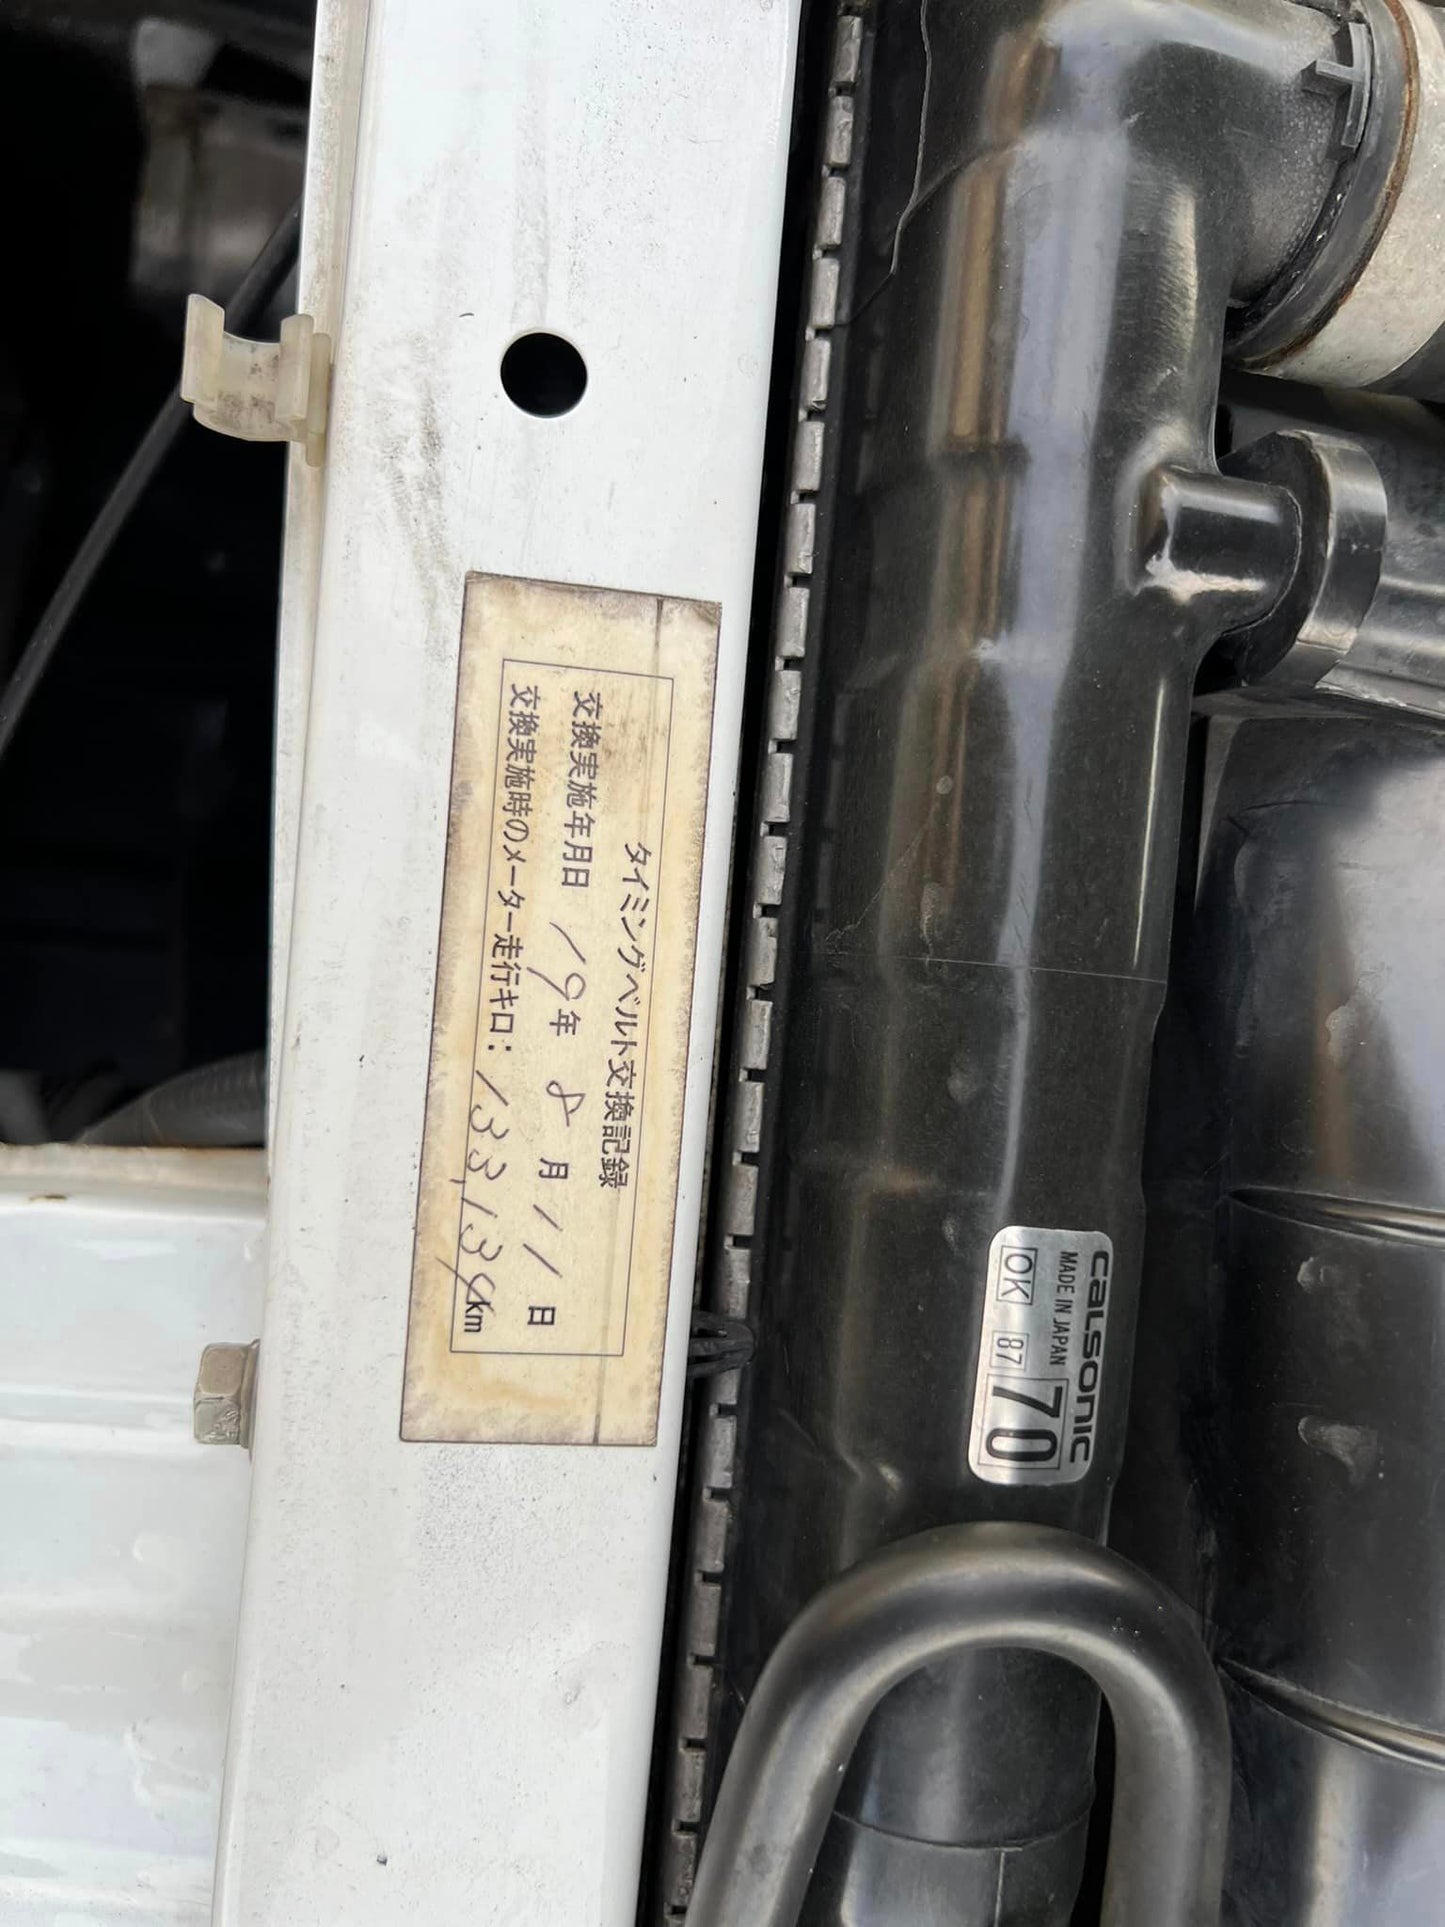 タイミングベルト交換記録
交換実施年月日 19年 8月 11日
交換実施時のメーター走行キロ: 133,139km
calsonic
MADE IN JAPAN
OK 87 70